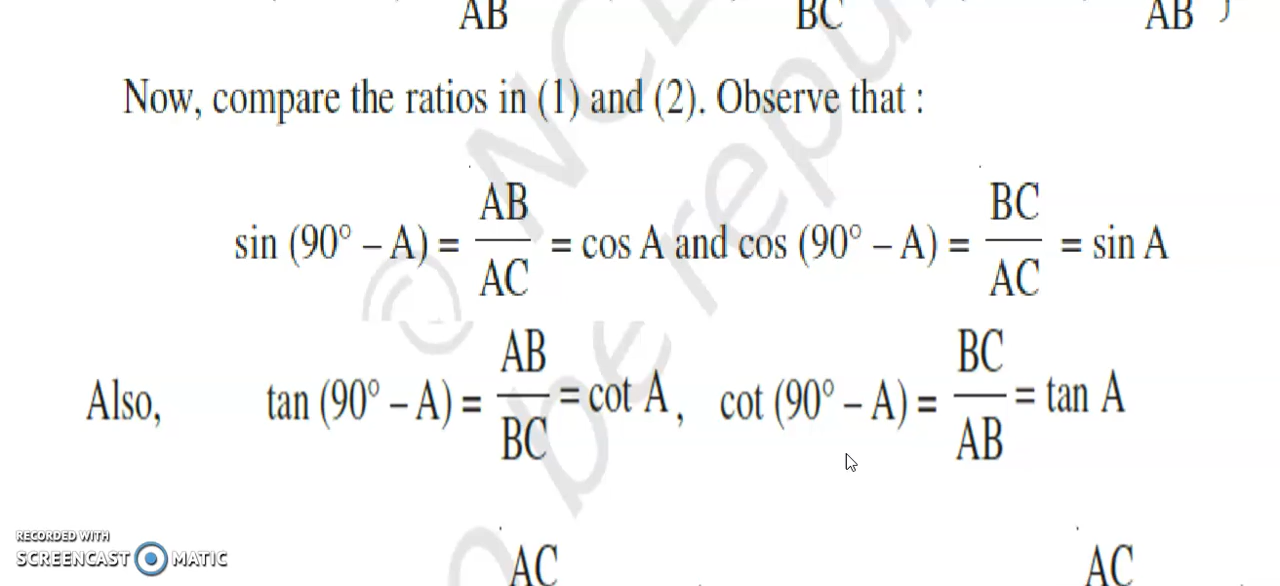 AB BC AB )
Now, compare the ratios in (1) and (2). Observe that :
sin (90° – A) = AB/AC = cos A and cos (90° – A) = BC/AC = sin A
Also, tan (90° – A) = AB/BC = cot A, cot (90° – A) = BC/AB = tan A
AC AC
RECORDED WITH
SCREENCAST MATIC